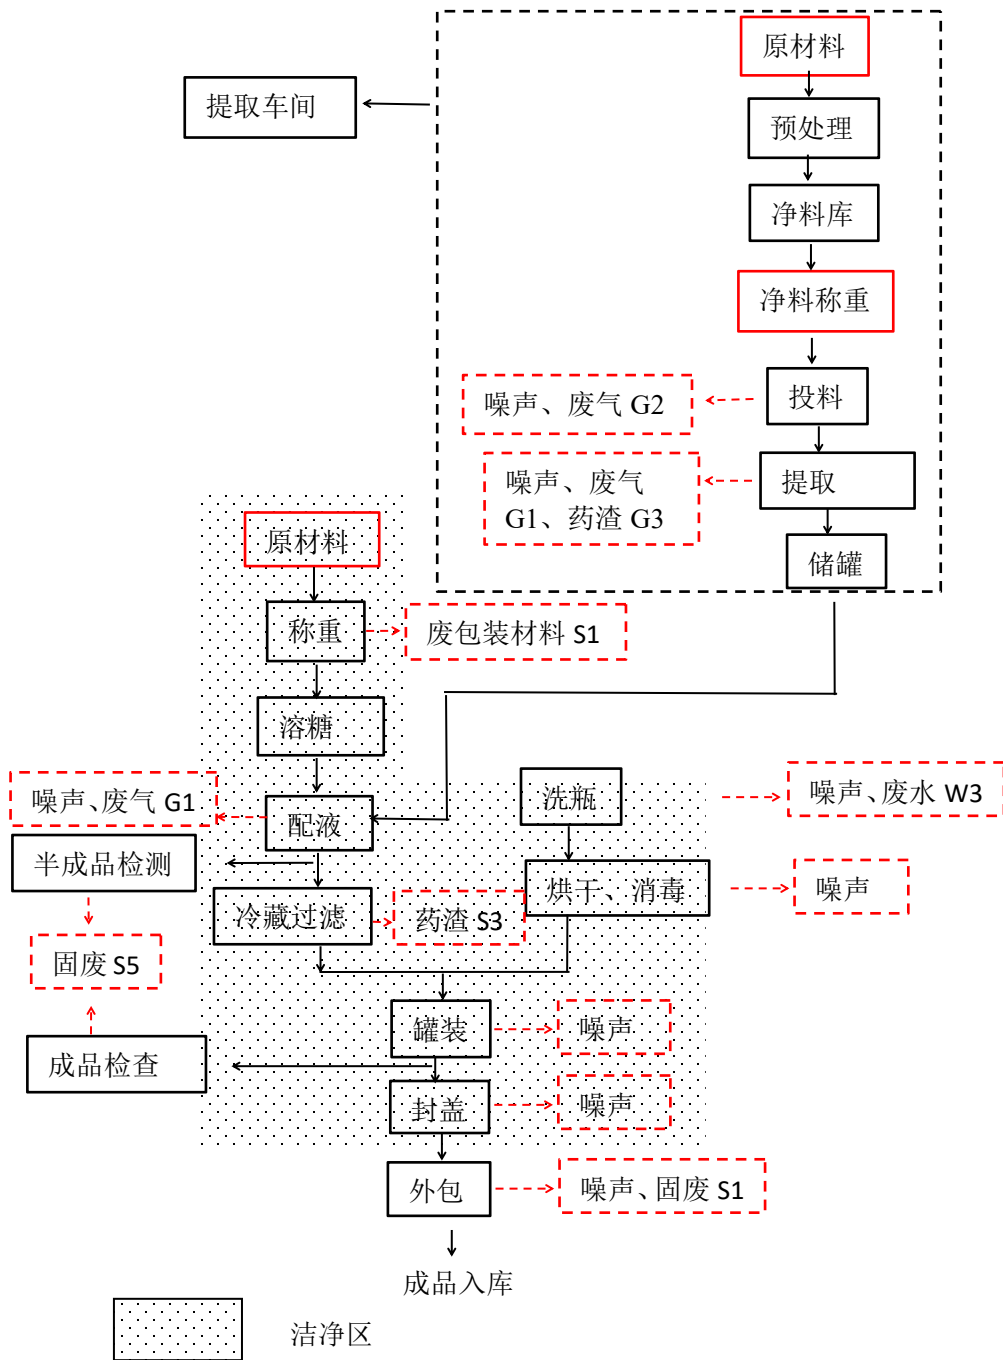 原材料
提取车间
预处理
净料库
净料称重
噪声、废气 G2
投料
噪声、废气
G1、药渣 G3
提取
原材料
储罐
称重
废包装材料 S1
溶糖
噪声、废气 G1
配液
洗瓶
噪声、废水 W3
半成品检测
烘干、消毒
噪声
冷藏过滤
药渣 S3
固废 S5
罐装
噪声
成品检查
封盖
噪声
外包
噪声、固废 S1
成品入库
洁净区